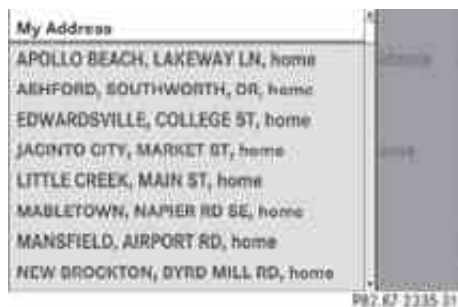 My Address
APOLLO BEACH, LAKEWAY LN, home
ASHFORD, SOUTHWORTH, DR, home
EDWARDSVILLE, COLLEGE ST, home
JACINTO CITY, MARKET ST, home
LITTLE CREEK, MAIN ST, home
MABLETOWN, NAPIER RD SE, home
MANSFIELD, AIRPORT RD, home
NEW BROCKTON, BYRD MILL RD, home
P82.87 2235 31